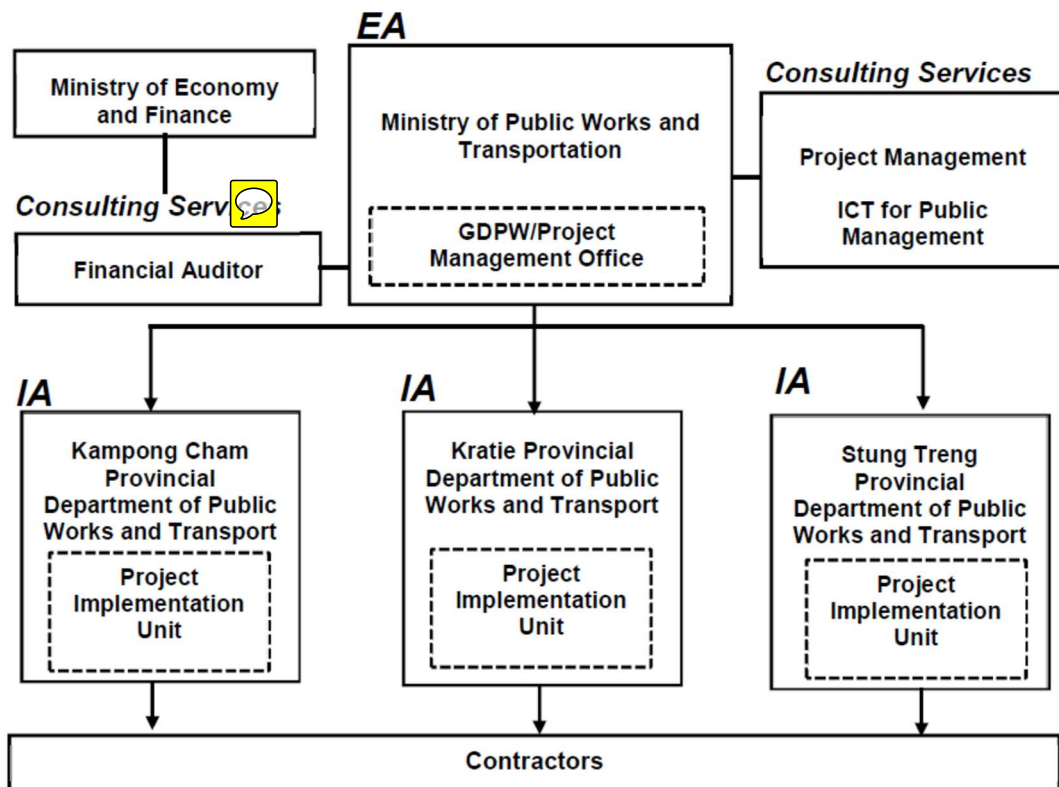 EA
Ministry of Economy
and Finance
Ministry of Public Works and
Transportation
GDPW/Project
Management Office
Consulting Services
Project Management
ICT for Public
Management
Consulting Services
Financial Auditor
IA
Kampong Cham
Provincial
Department of Public
Works and Transport
Project
Implementation
Unit
IA
Kratie Provincial
Department of Public
Works and Transport
Project
Implementation
Unit
IA
Stung Treng
Provincial
Department of Public
Works and Transport
Project
Implementation
Unit
Contractors